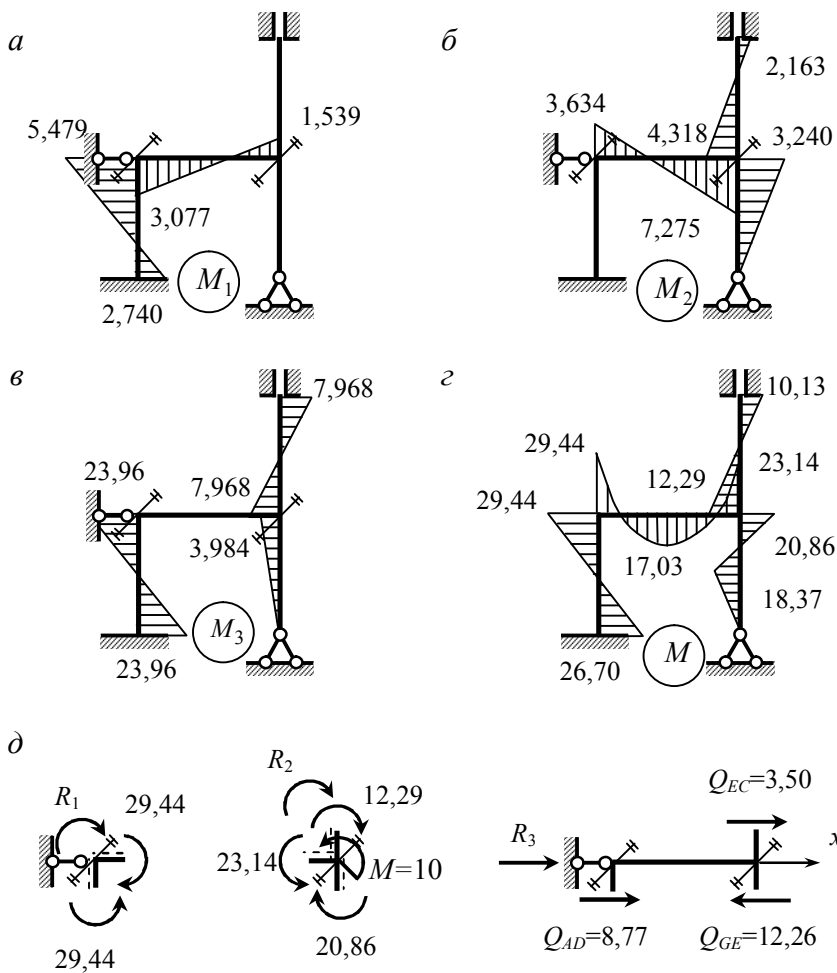 а
5,479
1,539
3,077
M₁
2,740
б
2,163
3,634
4,318
3,240
7,275
M₂
в
7,968
23,96
7,968
3,984
M₃
23,96
г
10,13
29,44
12,29
23,14
29,44
20,86
17,03
18,37
M
26,70
д
R₁
29,44
29,44
R₂
12,29
23,14
M=10
20,86
Q_EC=3,50
R₃
x
Q_AD=8,77
Q_GE=12,26